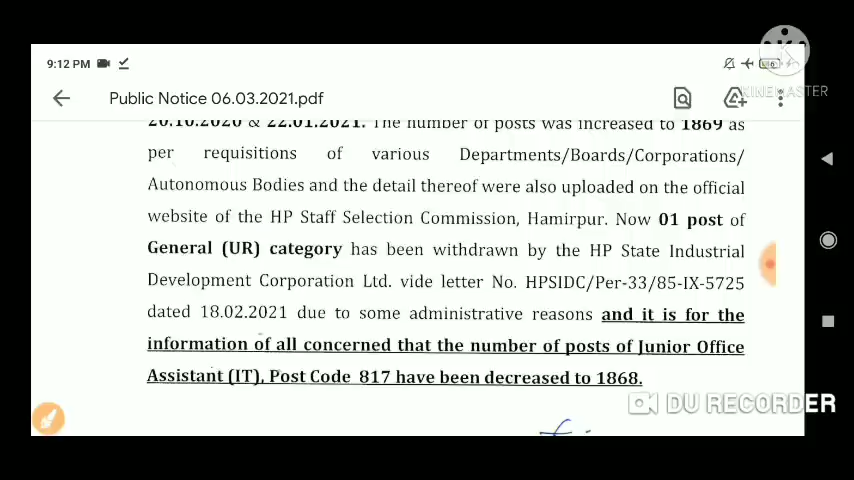 9:12 PM
KINEMASTER
Public Notice 06.03.2021.pdf
20.10.2020 & 22.01.2021. The number of posts was increased to 1869 as
per requisitions of various Departments/Boards/Corporations/
Autonomous Bodies and the detail thereof were also uploaded on the official
website of the HP Staff Selection Commission, Hamirpur. Now 01 post of
General (UR) category has been withdrawn by the HP State Industrial
Development Corporation Ltd. vide letter No. HPSIDC/Per-33/85-IX-5725
dated 18.02.2021 due to some administrative reasons and it is for the
information of all concerned that the number of posts of Junior Office
Assistant (IT), Post Code 817 have been decreased to 1868.
DU RECORDER